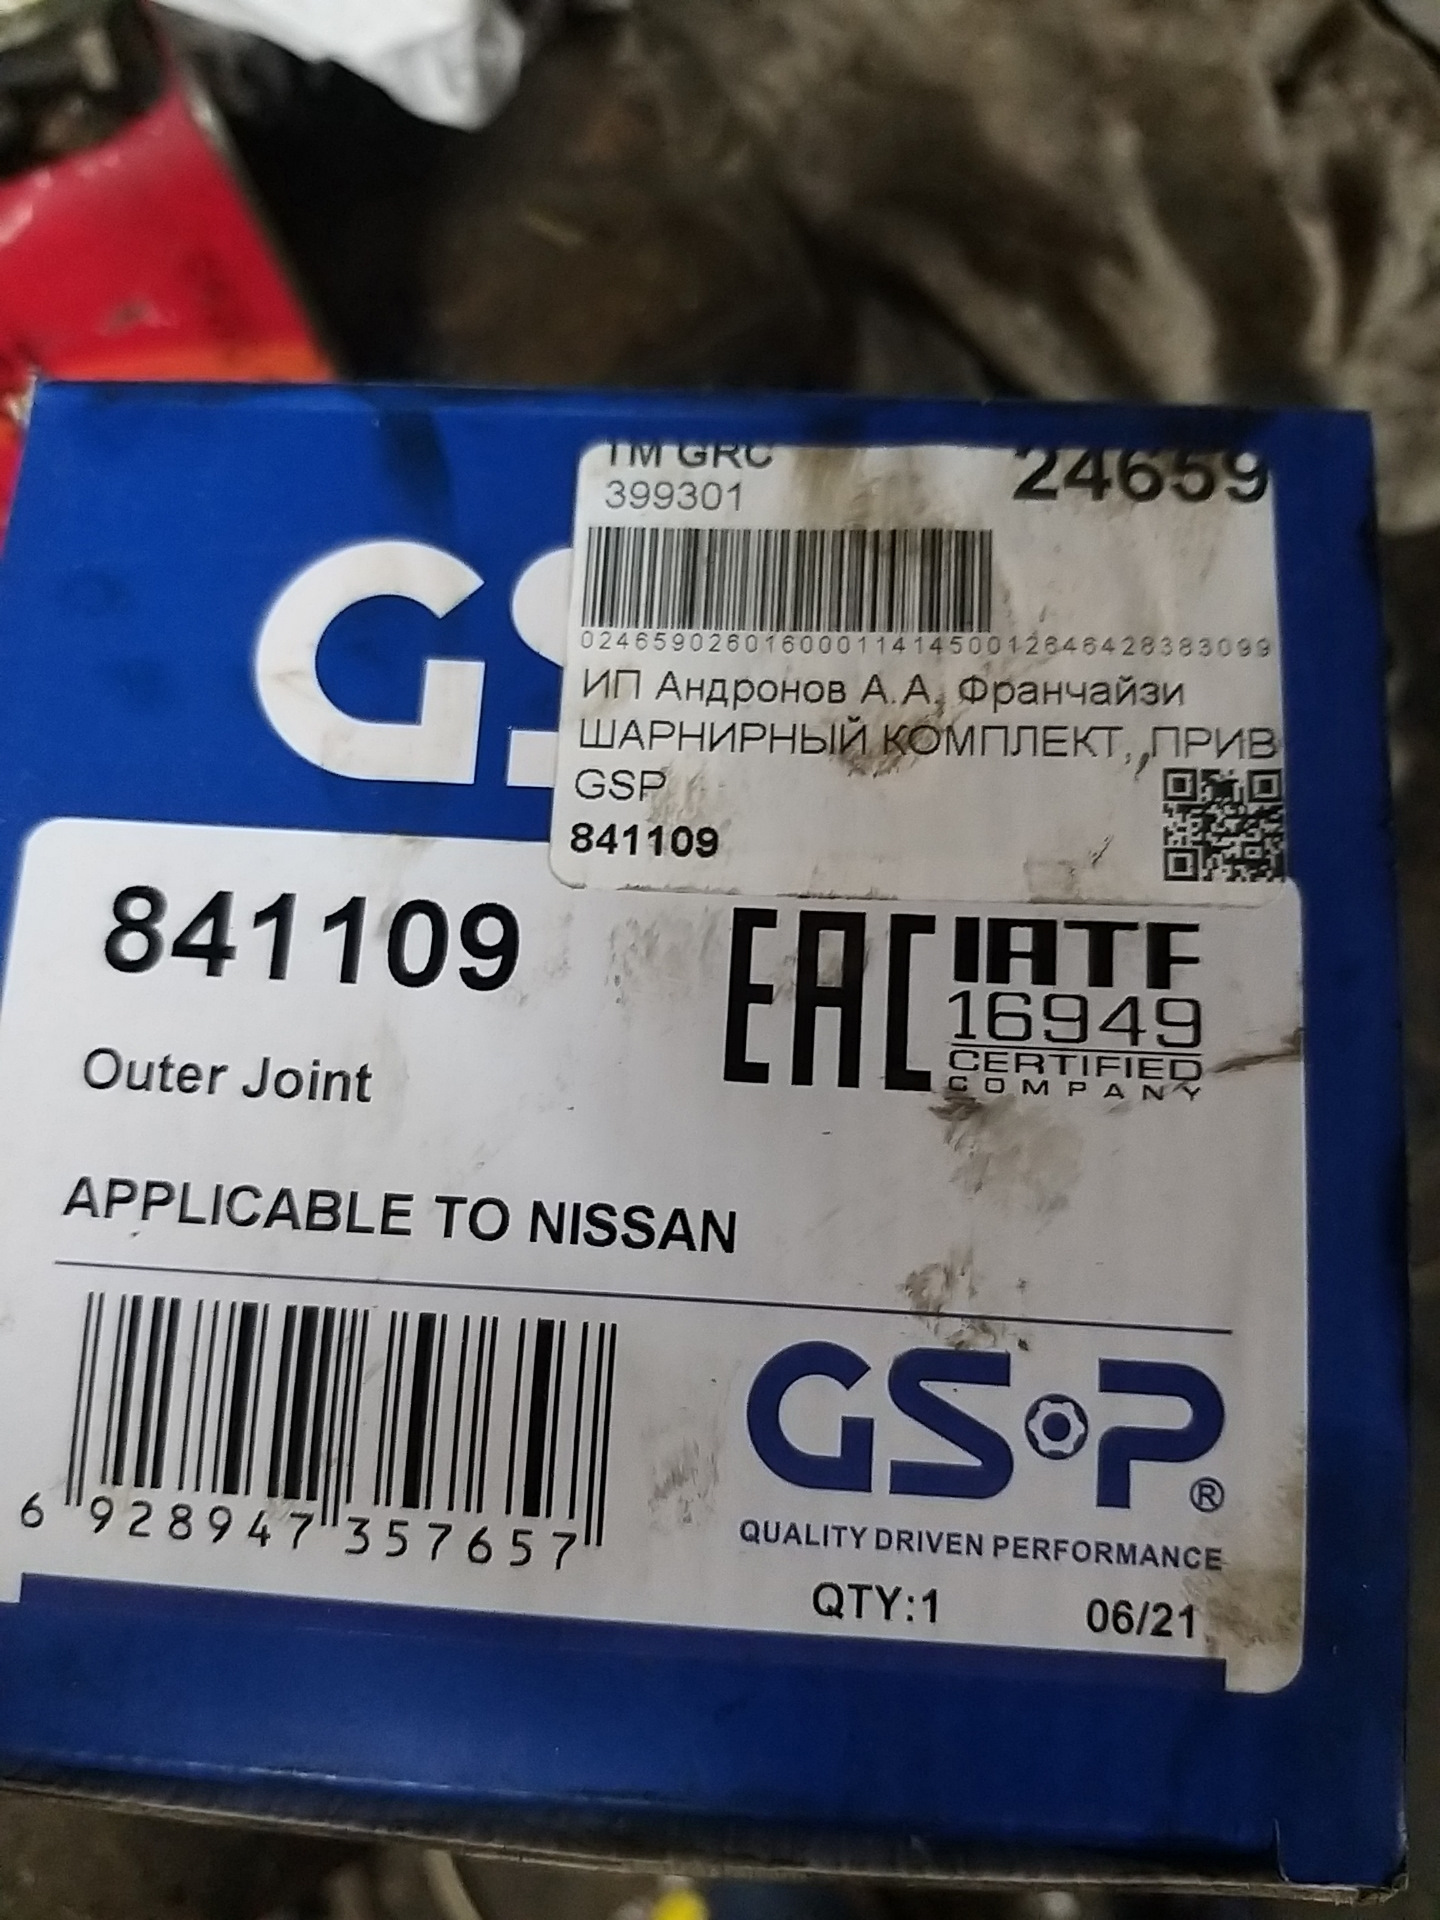 TM GRC
24659
399301
0246590260160001141450012646428383099
ИП Андронов А.А. Франчайзи
ШАРНИРНЫЙ КОМПЛЕКТ, ПРИВ
GSP
841109
GS
841109
EAC
IATF
16949
CERTIFIED
COMPANY
Outer Joint
APPLICABLE TO NISSAN
6 928947 357657
GSP®
QUALITY DRIVEN PERFORMANCE
QTY:1 06/21